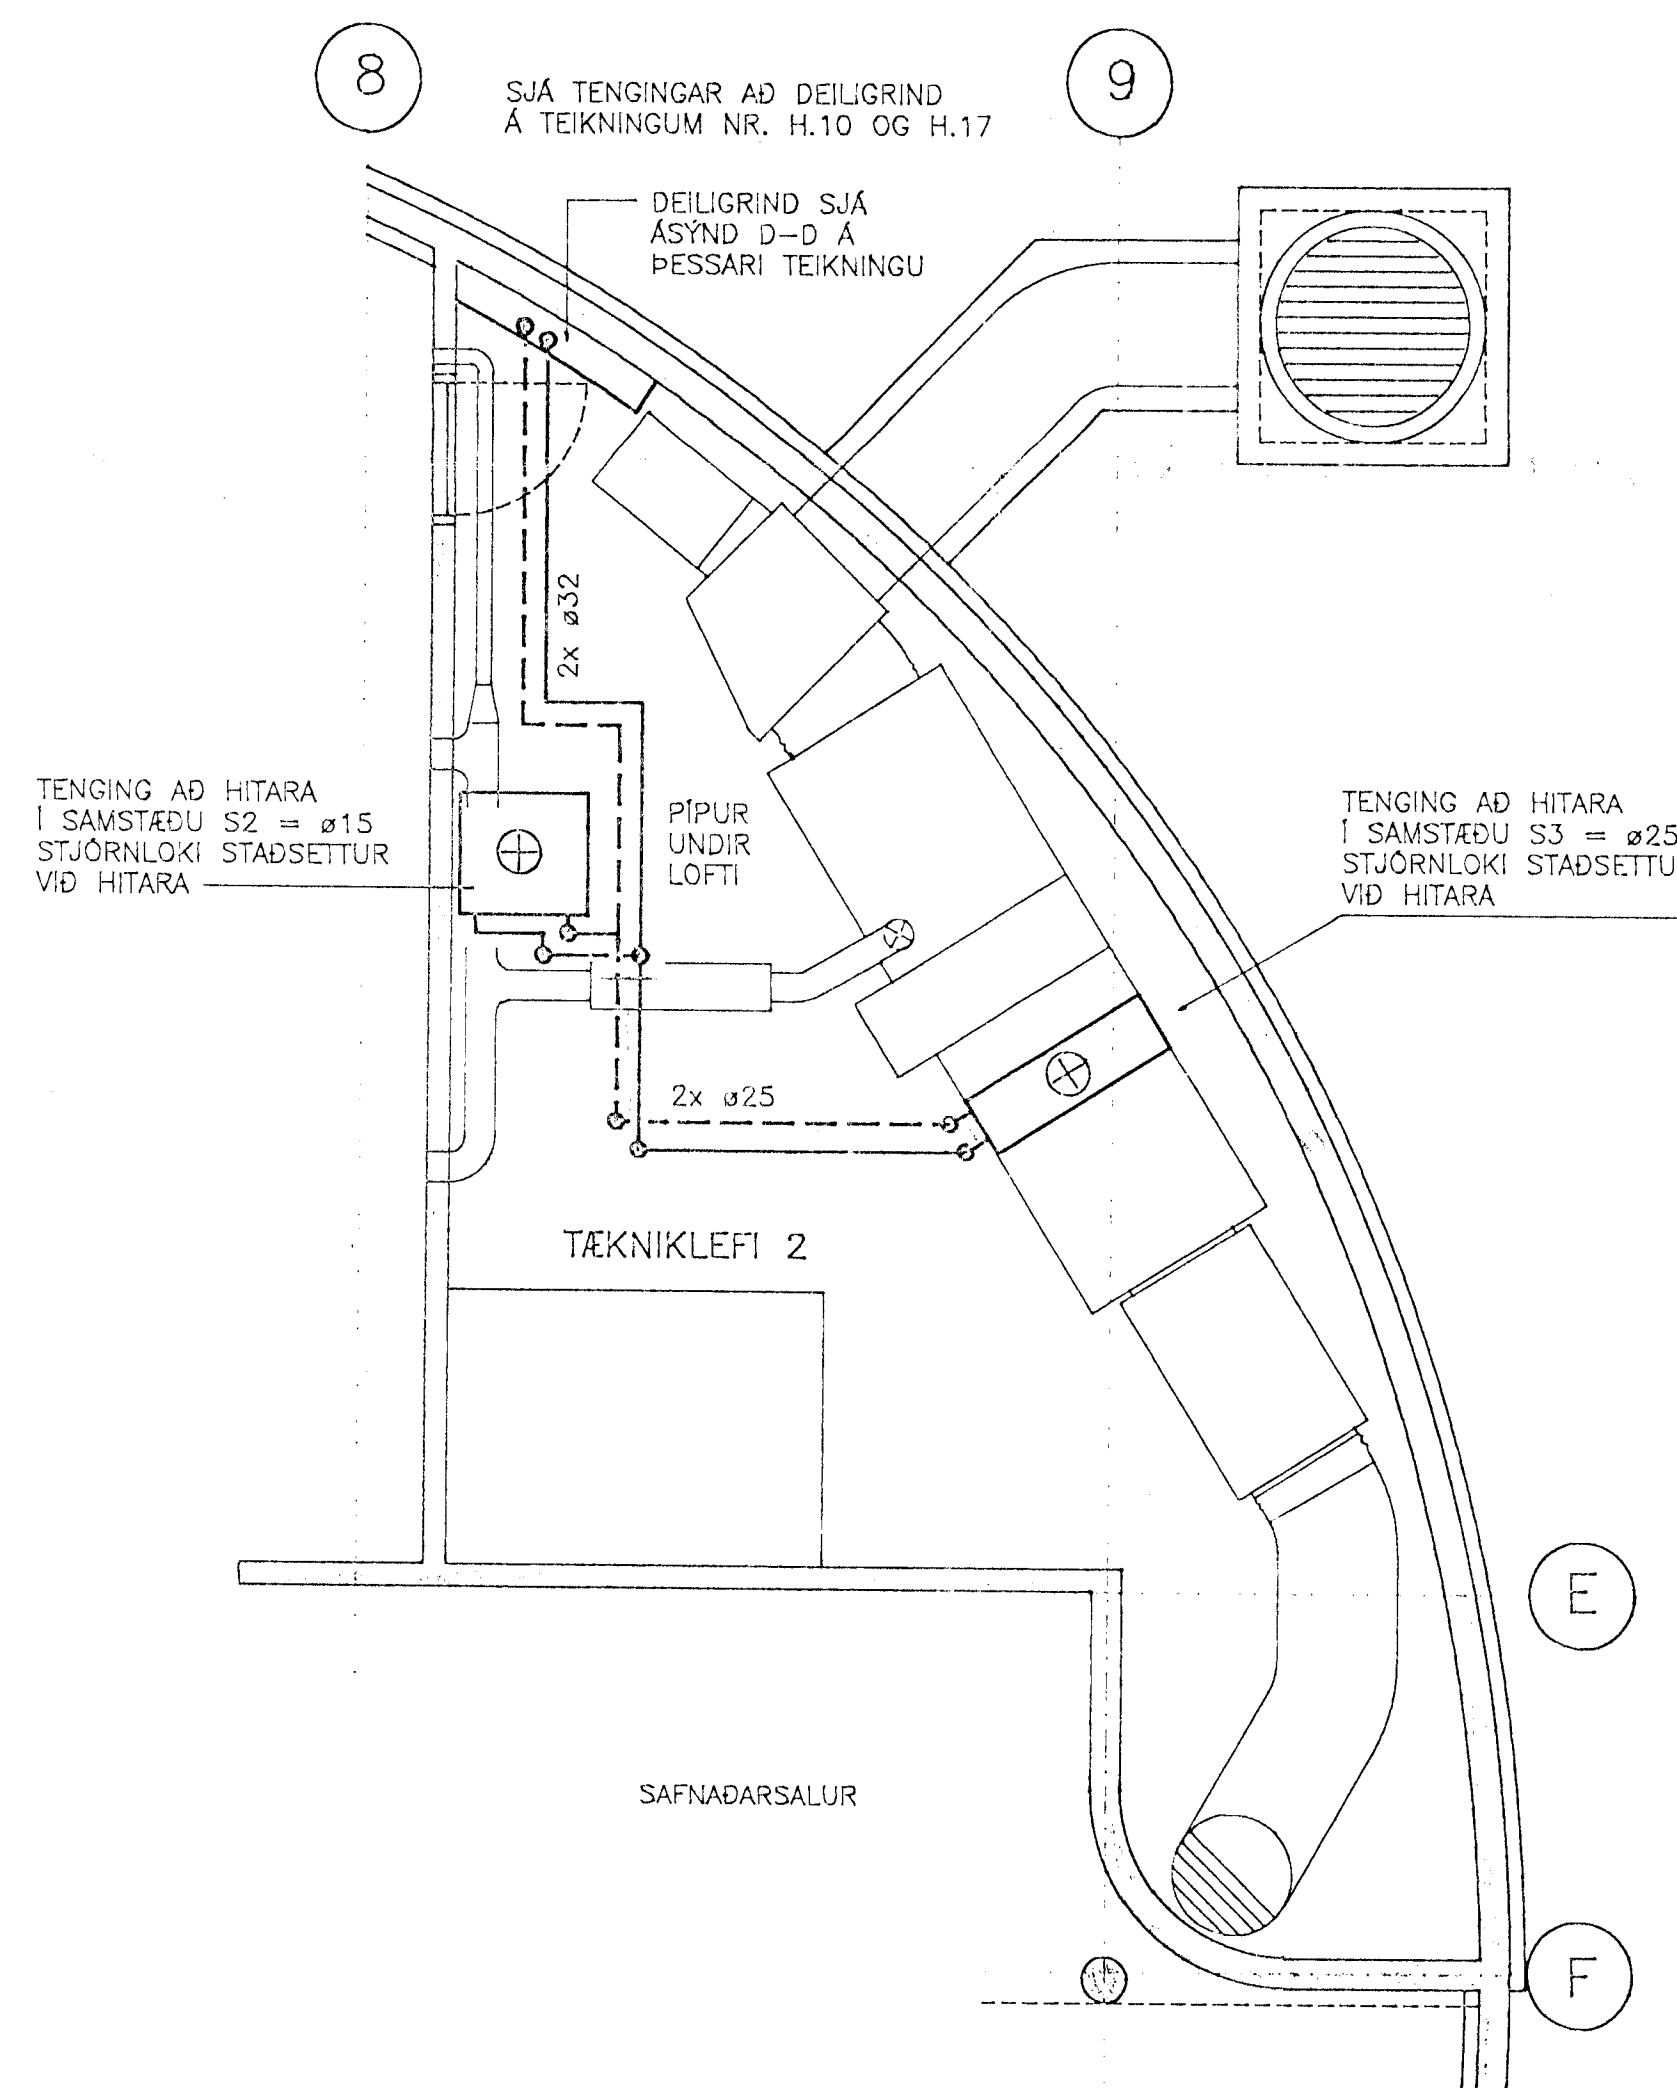 8
9
SJÁ TENGINGAR AÐ DEILIGRIND
Á TEIKNINGUM NR. H.10 OG H.17
DEILIGRIND SJÁ
ÁSÝND D-D Á
ÞESSARI TEIKNINGU
2x ø32
TENGING AÐ HITARA
Í SAMSTÆÐU S2 = ø15
STJÓRNLOKI STAÐSETTUR
VIÐ HITARA
PÍPUR
UNDIR
LOFTI
TENGING AÐ HITARA
Í SAMSTÆÐU S3 = ø25
STJÓRNLOKI STAÐSETTU
VIÐ HITARA
2x ø25
TÆKNIKLEFI 2
E
SAFNAÐARSALUR
F